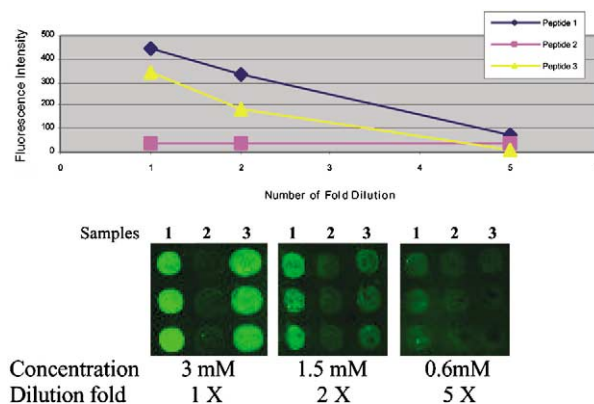 Peptide 1
Peptide 2
Peptide 3
Fluorescence Intensity
500
400
300
200
100
0
0 1 2 3 4 5
Number of Fold Dilution
Samples 1 2 3 1 2 3 1 2 3
Concentration 3 mM 1.5 mM 0.6mM
Dilution fold 1 X 2 X 5 X